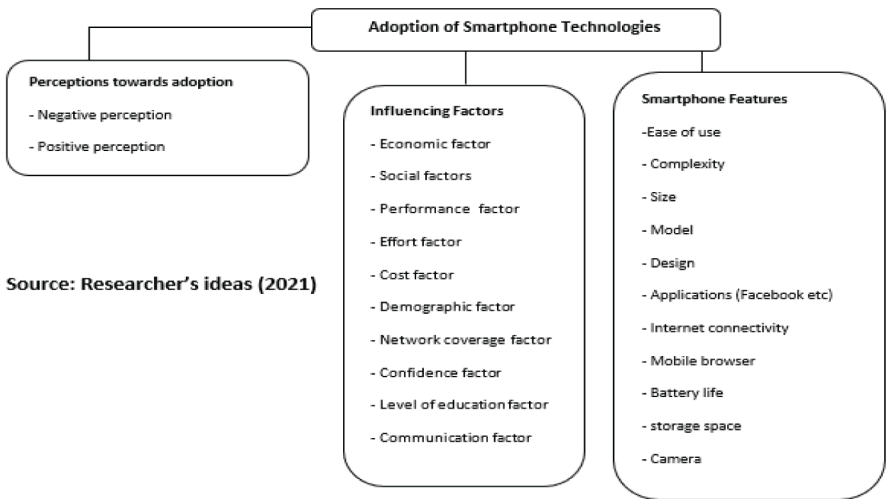 Adoption of Smartphone Technologies
Perceptions towards adoption
- Negative perception
- Positive perception
Influencing Factors
- Economic factor
- Social factors
- Performance factor
- Effort factor
- Cost factor
- Demographic factor
- Network coverage factor
- Confidence factor
- Level of education factor
- Communication factor
Smartphone Features
-Ease of use
- Complexity
- Size
- Model
- Design
- Applications (Facebook etc)
- Internet connectivity
- Mobile browser
- Battery life
- storage space
- Camera
Source: Researcher’s ideas (2021)